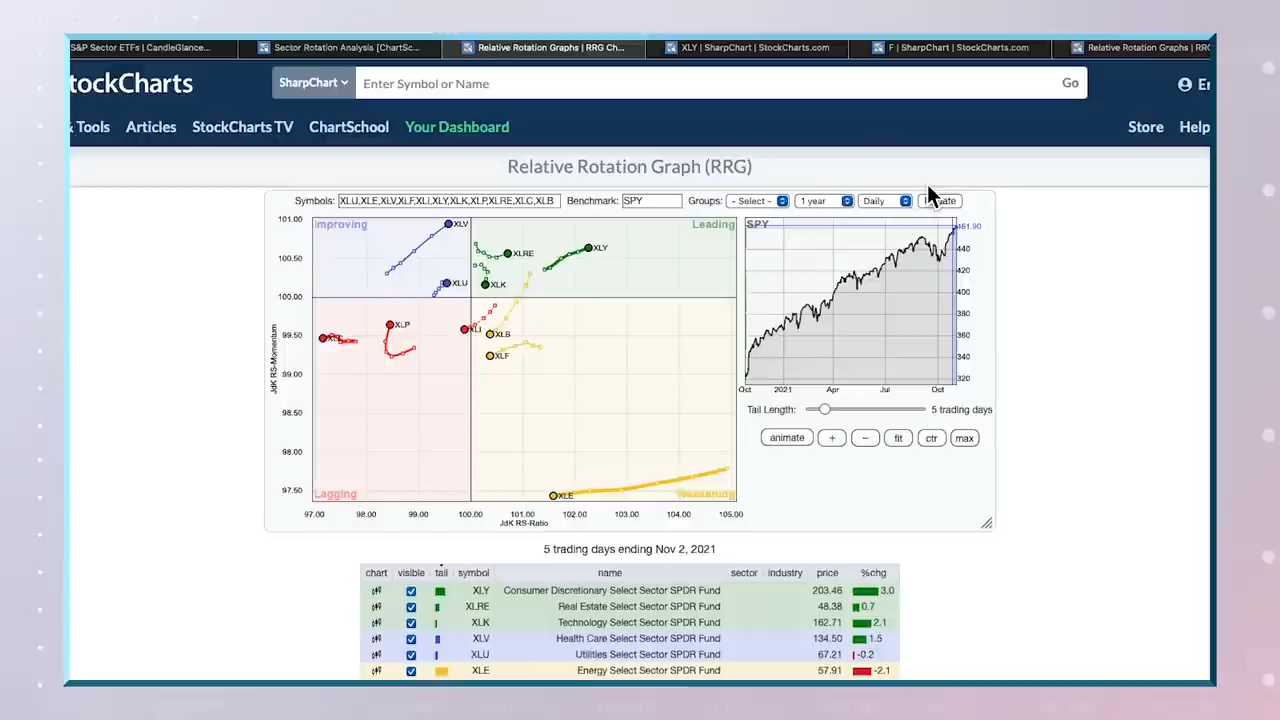 S&P Sector ETFs | CandleGlance...
Sector Rotation Analysis [ChartSc...
Relative Rotation Graphs | RRG Ch...
XLY | SharpChart | StockCharts.com
F | SharpChart | StockCharts.com
Relative Rotation Graphs | RRG
tockCharts
SharpChart
Enter Symbol or Name
Go
Er
& Tools
Articles
StockCharts TV
ChartSchool
Your Dashboard
Store
Help
Relative Rotation Graph (RRG)
Symbols: XLU,XLE,XLV,XLF,XLI,XLY,XLK,XLP,XLRE,XLC,XLB
Benchmark: SPY
Groups: - Select -
1 year
Daily
101.00
100.50
100.00
99.50
99.00
98.50
98.00
97.50
JdK RS-Momentum
Improving
Leading
Lagging
XLV
XLRE
XLY
XLU
XLK
XLP
XLI
XLB
XLF
XLE
97.00 98.00 99.00 100.00 101.00 102.00 103.00 104.00 105.00
JdK RS-Ratio
SPY
461.90
440
420
400
380
360
340
320
Oct 2021 Apr Jul Oct
Tail Length:
5 trading days
animate + − fit ctr max
5 trading days ending Nov 2, 2021
chart visible tail symbol name sector industry price %chg
XLY Consumer Discretionary Select Sector SPDR Fund 203.46 3.0
XLRE Real Estate Select Sector SPDR Fund 48.38 0.7
XLK Technology Select Sector SPDR Fund 162.71 2.1
XLV Health Care Select Sector SPDR Fund 134.50 1.5
XLU Utilities Select Sector SPDR Fund 67.21 -0.2
XLE Energy Select Sector SPDR Fund 57.91 -2.1